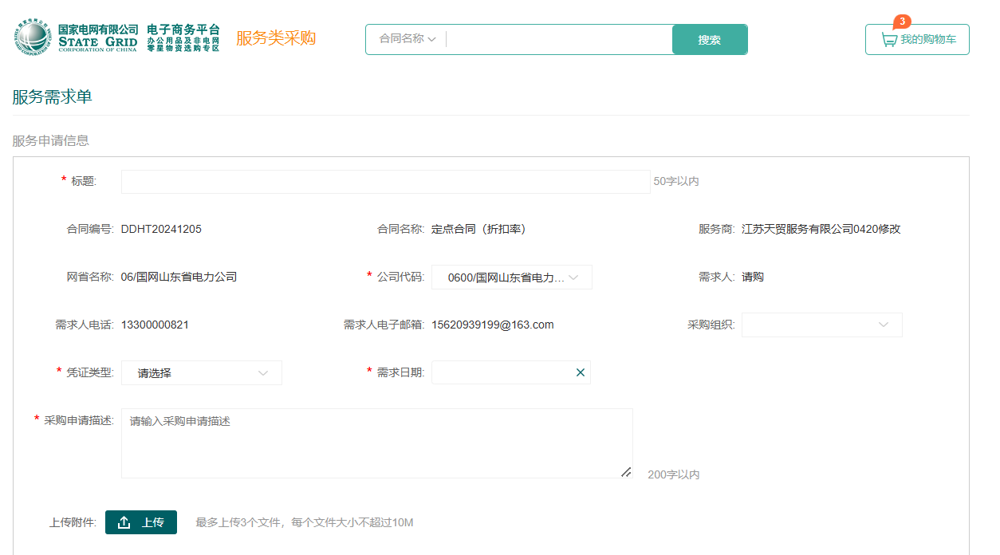 国家电网有限公司
STATE GRID
CORPORATION OF CHINA
电子商务平台
办公用品及非电网
零星物资选购专区
服务类采购
合同名称
搜索
3
我的购物车
服务需求单
服务申请信息
* 标题: 50字以内
合同编号: DDHT20241205 合同名称: 定点合同（折扣率） 服务商: 江苏天贸服务有限公司0420修改
网省名称: 06/国网山东省电力公司 * 公司代码: 0600/国网山东省电力... 需求人: 请购
需求人电话: 13300000821 需求人电子邮箱: 15620939199@163.com 采购组织:
* 凭证类型: 请选择 * 需求日期:
* 采购申请描述: 请输入采购申请描述
200字以内
上传附件: 上传 最多上传3个文件，每个文件大小不超过10M